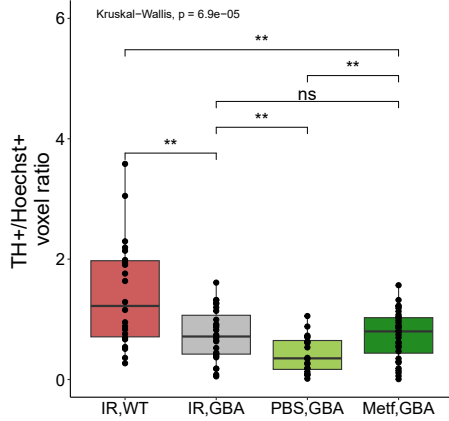 Kruskal−Wallis, p = 6.9e−05
**
**
ns
**
**
TH+/Hoechst+
voxel ratio
6
4
2
0
IR,WT IR,GBA PBS,GBA Metf,GBA